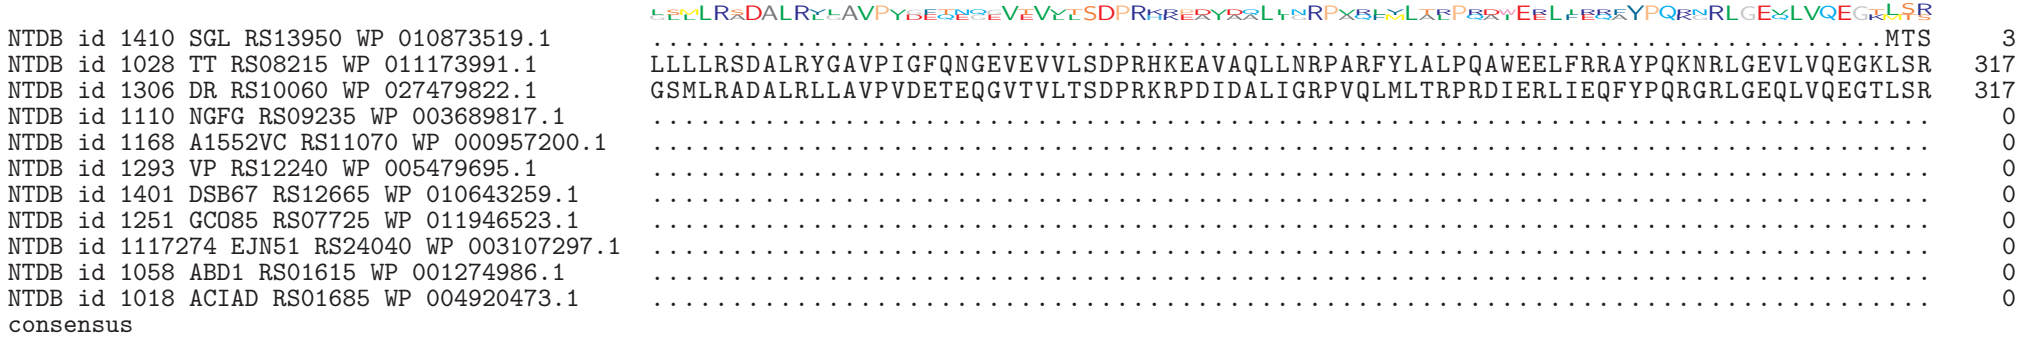 NTDB id 1410 SGL RS13950 WP 010873519.1 ..........................................................................MTS 3
NTDB id 1028 TT RS08215 WP 011173991.1 LLLLRSDALRYGAVPIGFQNGEVEVVLSDPRHKEAVAQLLNRPARFYLALPQAWEELFRRAYPQKNRLGEVLVQEGKLSR 317
NTDB id 1306 DR RS10060 WP 027479822.1 GSMLRADALRLLAVPVDETEQGVTVLTSDPRKRPDIDALIGRPVQLMLTRPRDIERLIEQFYPQRGRLGEQLVQEGTLSR 317
NTDB id 1110 NGFG RS09235 WP 003689817.1 ............................................................................. 0
NTDB id 1168 A1552VC RS11070 WP 000957200.1 ............................................................................. 0
NTDB id 1293 VP RS12240 WP 005479695.1 ............................................................................. 0
NTDB id 1401 DSB67 RS12665 WP 010643259.1 ............................................................................. 0
NTDB id 1251 GCU85 RS07725 WP 011946523.1 ............................................................................. 0
NTDB id 1117274 EJN51 RS24040 WP 003107297.1 ............................................................................. 0
NTDB id 1058 ABD1 RS01615 WP 001274986.1 ............................................................................. 0
NTDB id 1018 ACIAD RS01685 WP 004920473.1 ............................................................................. 0
consensus